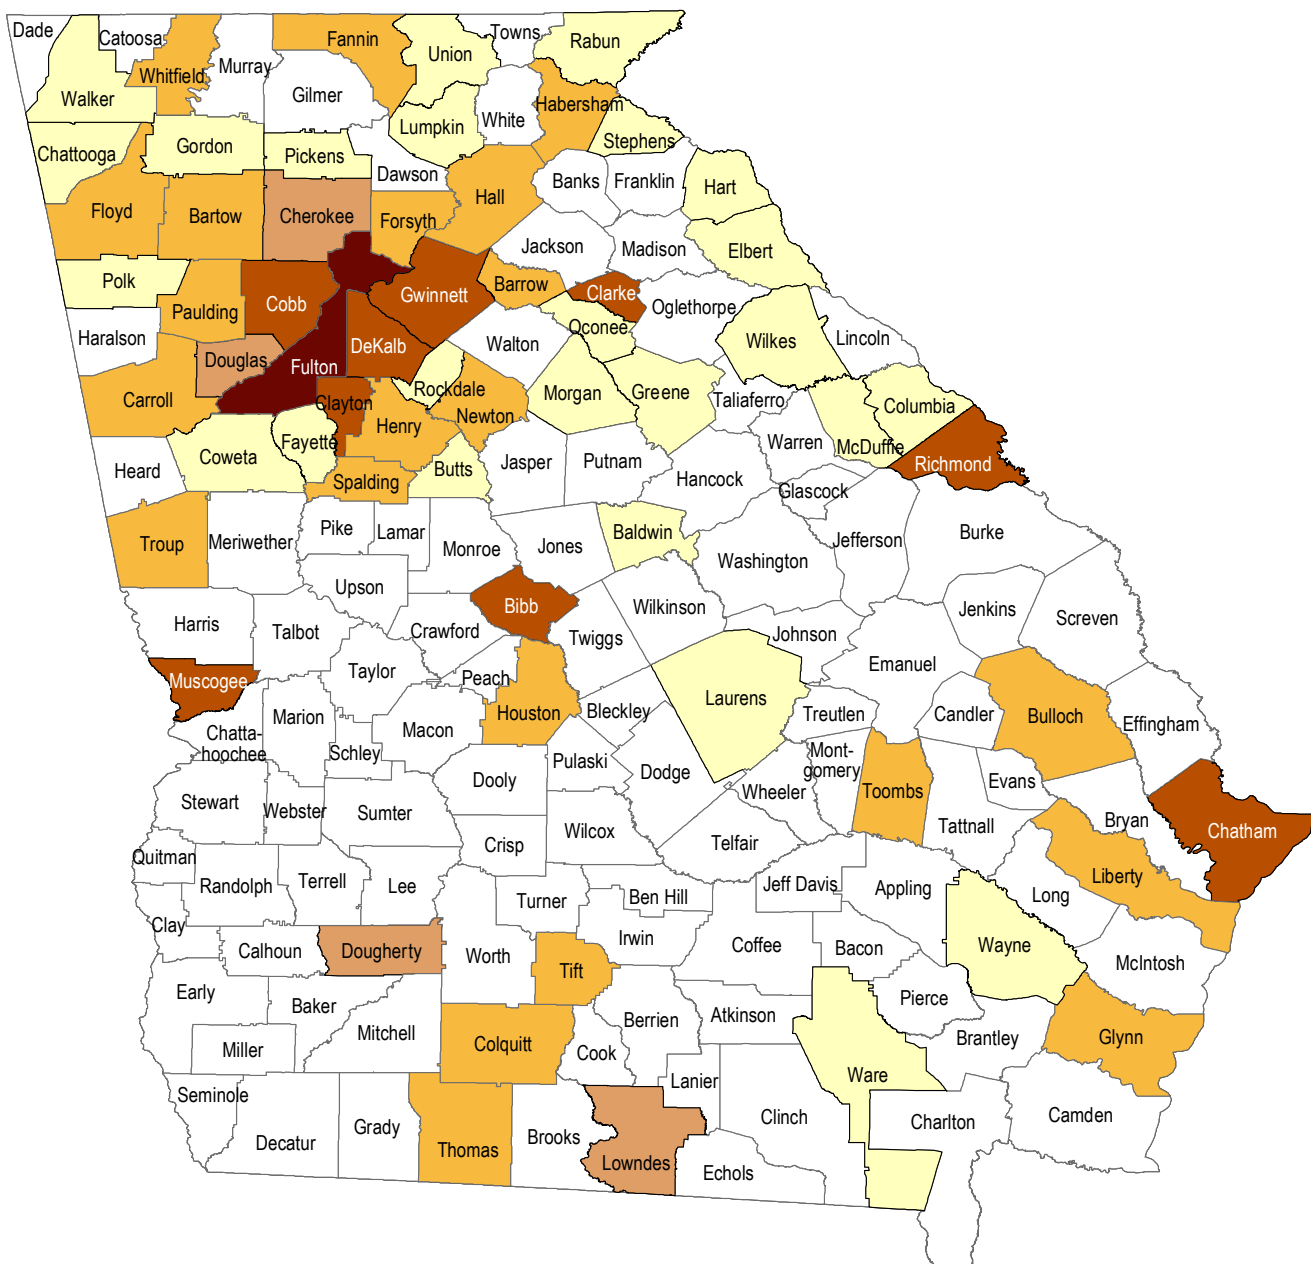 Dade
Catoosa
Fannin
Union
Towns
Rabun
Whitfield
Murray
Gilmer
Walker
Lumpkin
White
Habersham
Stephens
Chattooga
Gordon
Pickens
Dawson
Banks
Franklin
Hart
Hall
Floyd
Bartow
Cherokee
Forsyth
Jackson
Madison
Elbert
Polk
Cobb
Gwinnett
Barrow
Clarke
Oglethorpe
Paulding
Oconee
Haralson
Douglas
Fulton
DeKalb
Walton
Wilkes
Lincoln
Carroll
Clayton
Rockdale
Newton
Morgan
Greene
Taliaferro
Columbia
Henry
Fayette
Coweta
Heard
Butts
Spalding
Jasper
Putnam
Hancock
Warren
McDuffie
Richmond
Glascock
Troup
Meriwether
Pike
Lamar
Monroe
Jones
Baldwin
Washington
Jefferson
Burke
Upson
Bibb
Wilkinson
Jenkins
Screven
Harris
Talbot
Crawford
Twiggs
Johnson
Emanuel
Muscogee
Taylor
Peach
Laurens
Houston
Bleckley
Treutlen
Candler
Bulloch
Effingham
Chatta-
hoochee
Marion
Schley
Macon
Pulaski
Dodge
Wheeler
Mont-
gomery
Toombs
Evans
Stewart
Webster
Sumter
Dooly
Wilcox
Telfair
Tattnall
Bryan
Chatham
Crisp
Quitman
Randolph
Terrell
Lee
Turner
Ben Hill
Jeff Davis
Appling
Long
Liberty
Clay
Calhoun
Dougherty
Worth
Irwin
Coffee
Bacon
Wayne
McIntosh
Tift
Early
Baker
Mitchell
Colquitt
Berrien
Atkinson
Pierce
Brantley
Glynn
Miller
Cook
Lanier
Ware
Seminole
Decatur
Grady
Thomas
Brooks
Lowndes
Echols
Clinch
Charlton
Camden